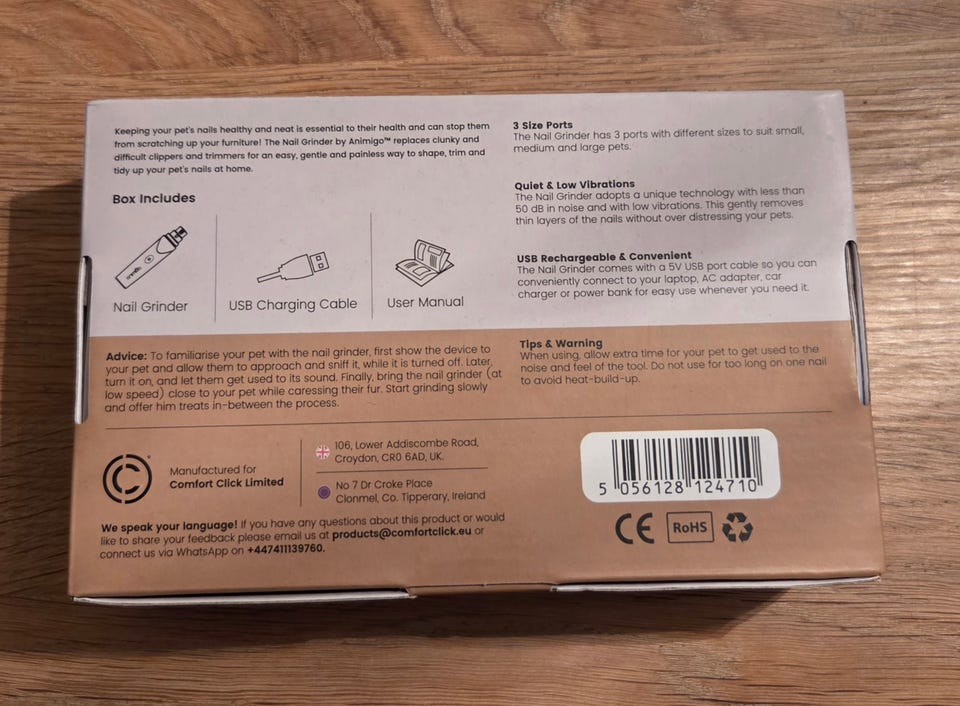 Keeping your pet's nails healthy and neat is essential to their health and can stop them
from scratching up your furniture! The Nail Grinder by Animigo™ replaces clunky and
difficult clippers and trimmers for an easy, gentle and painless way to shape, trim and
tidy up your pet's nails at home.
Box Includes
Nail Grinder
USB Charging Cable
User Manual
3 Size Ports
The Nail Grinder has 3 ports with different sizes to suit small,
medium and large pets.
Quiet & Low Vibrations
The Nail Grinder adopts a unique technology with less than
50 dB in noise and with low vibrations. This gently removes
thin layers of the nails without over distressing your pets.
USB Rechargeable & Convenient
The Nail Grinder comes with a 5V USB port cable so you can
conveniently connect to your laptop, AC adapter, car
charger or power bank for easy use whenever you need it.
Advice: To familiarise your pet with the nail grinder, first show the device to
your pet and allow them to approach and sniff it, while it is turned off. Later,
turn it on, and let them get used to its sound. Finally, bring the nail grinder (at
low speed) close to your pet while caressing their fur. Start grinding slowly
and offer him treats in-between the process.
Tips & Warning
When using, allow extra time for your pet to get used to the
noise and feel of the tool. Do not use for too long on one nail
to avoid heat-build-up.
Manufactured for
Comfort Click Limited
106, Lower Addiscombe Road,
Croydon, CR0 6AD, UK.
No 7 Dr Croke Place
Clonmel, Co. Tipperary, Ireland
We speak your language! If you have any questions about this product or would
like to share your feedback please email us at products@comfortclick.eu or
connect us via WhatsApp on +447411139760.
5 056128 124710
CE RoHS